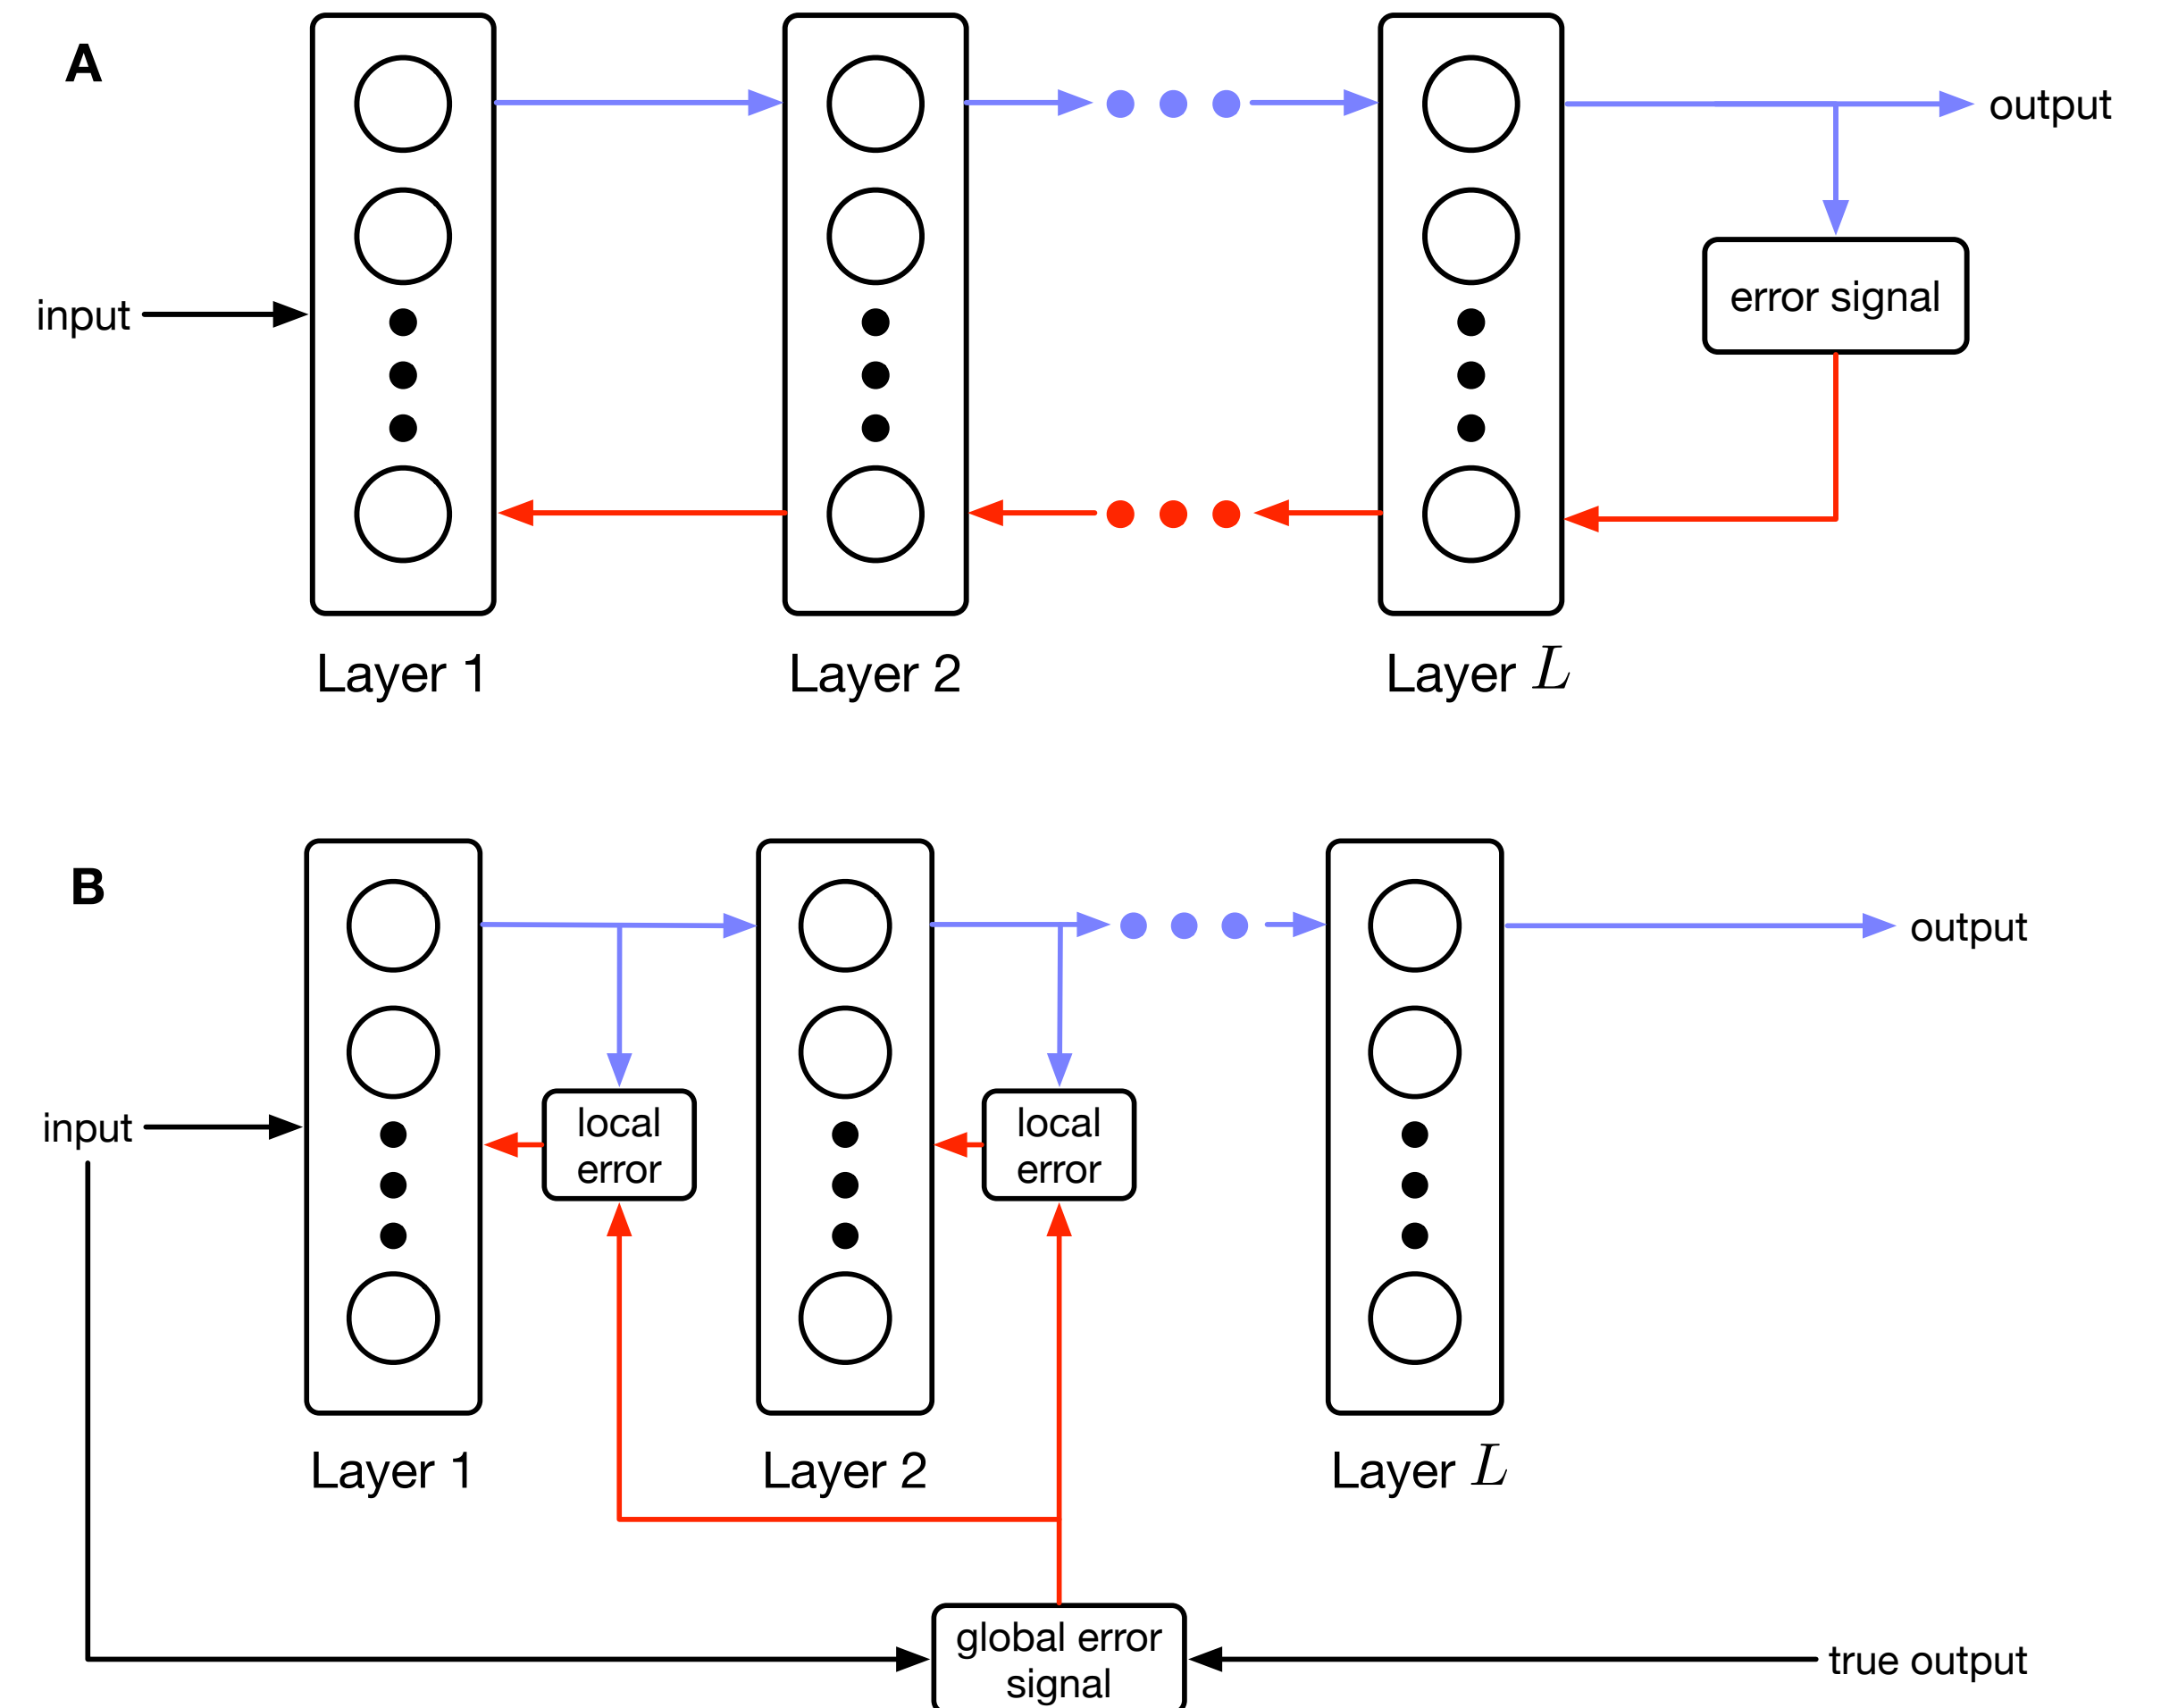 A
output
error signal
input
Layer 1
Layer 2
Layer L
B
output
local
error
local
error
input
Layer 1
Layer 2
Layer L
global error
signal
true output